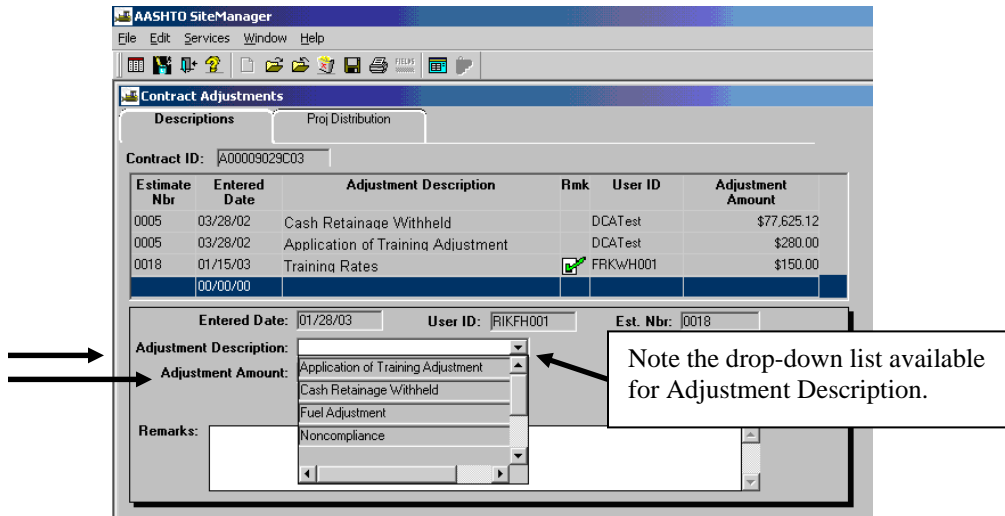 AASHTO SiteManager
File Edit Services Window Help
FIELDS
Contract Adjustments
Descriptions Proj Distribution
Contract ID: A00009029C03
Estimate Nbr Entered Date Adjustment Description Rmk User ID Adjustment Amount
0005 03/28/02 Cash Retainage Withheld DCATest $77,625.12
0005 03/28/02 Application of Training Adjustment DCATest $280.00
0018 01/15/03 Training Rates FRKWH001 $150.00
00/00/00
Entered Date: 01/28/03 User ID: RIKFH001 Est. Nbr: 0018
Adjustment Description:
Note the drop-down list available
for Adjustment Description.
Adjustment Amount:
Application of Training Adjustment
Cash Retainage Withheld
Fuel Adjustment
Noncompliance
Remarks: